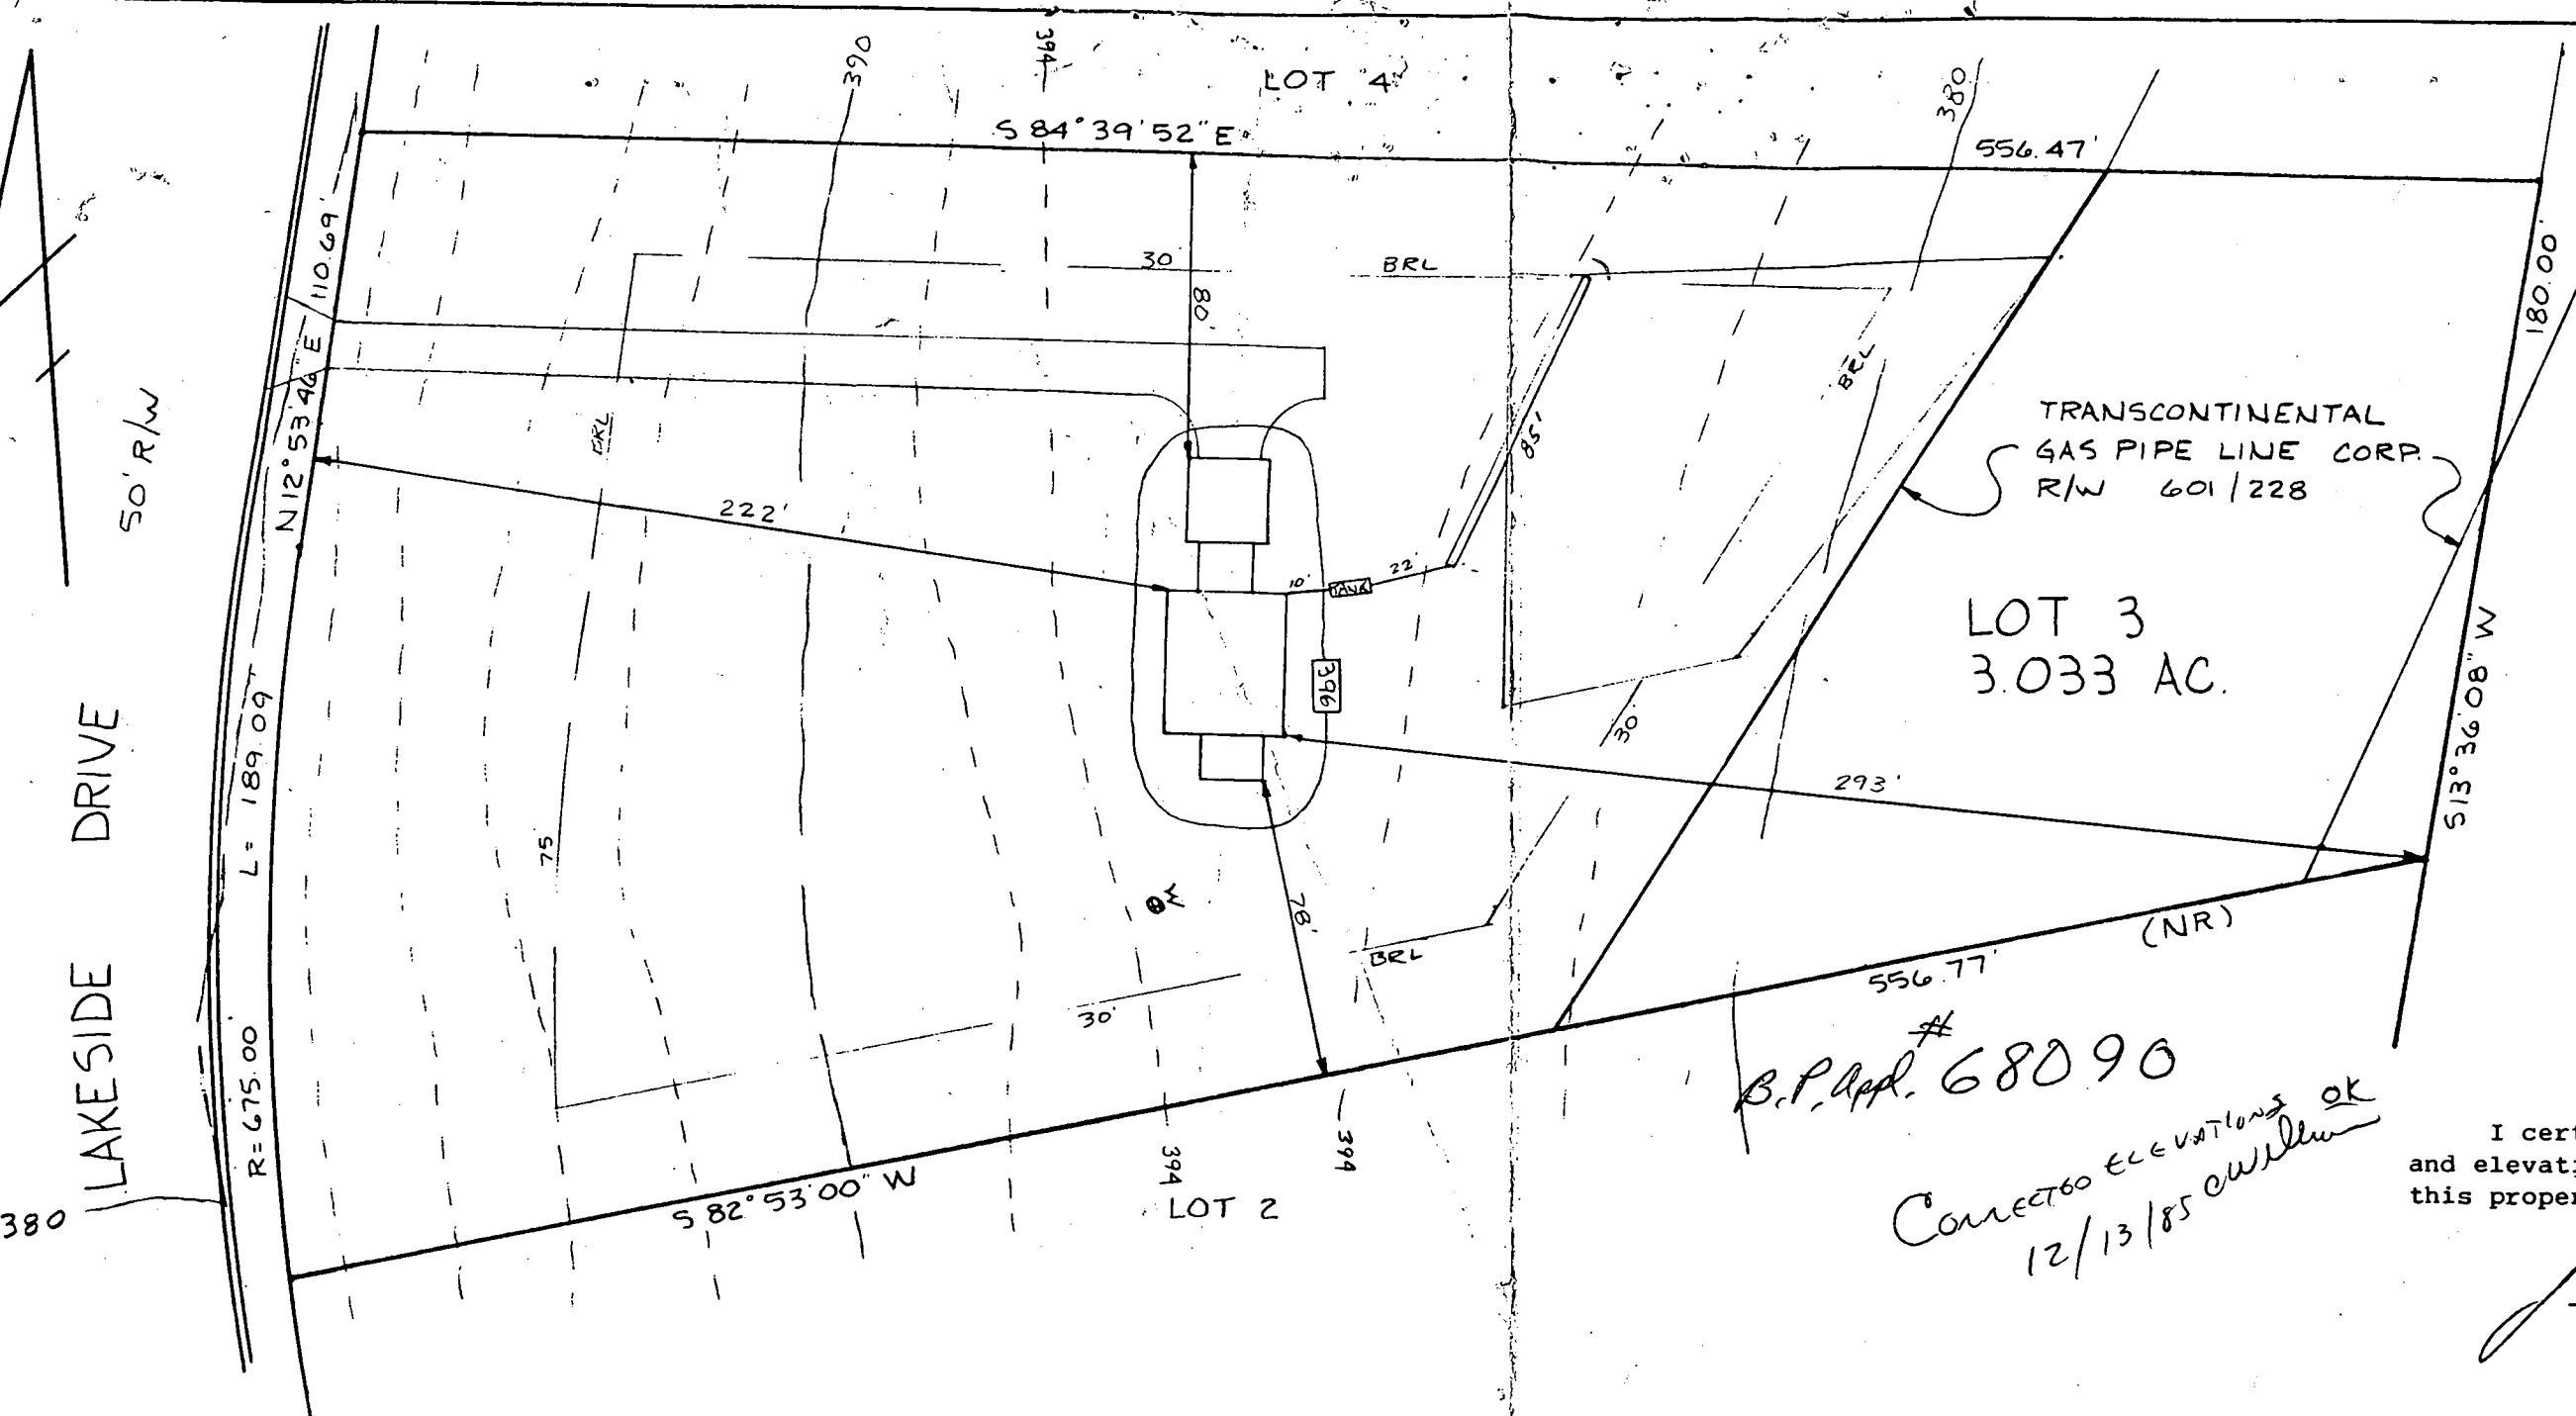 394
390
LOT 4
380
S 84° 39' 52" E
556.47'
110.69'
N 12° 53' 46" E
30'
BRL
80'
180.00'
50' R/W
BRL
BRL
85'
TRANSCONTINENTAL
GAS PIPE LINE CORP.
R/W 601/228
222'
10'
TANK
22'
LOT 3
3.033 AC.
396
S 13° 36' 08" W
L = 189.09'
30'
293'
75'
LAKESIDE DRIVE
W
78'
BRL
(NR)
556.77'
30'
R = 675.00
B.P. Appl. # 68090
394
394
S 82° 53' 00" W
LOT 2
380
Corrected Elevations OK
12/13/85
I cert
and elevati
this proper